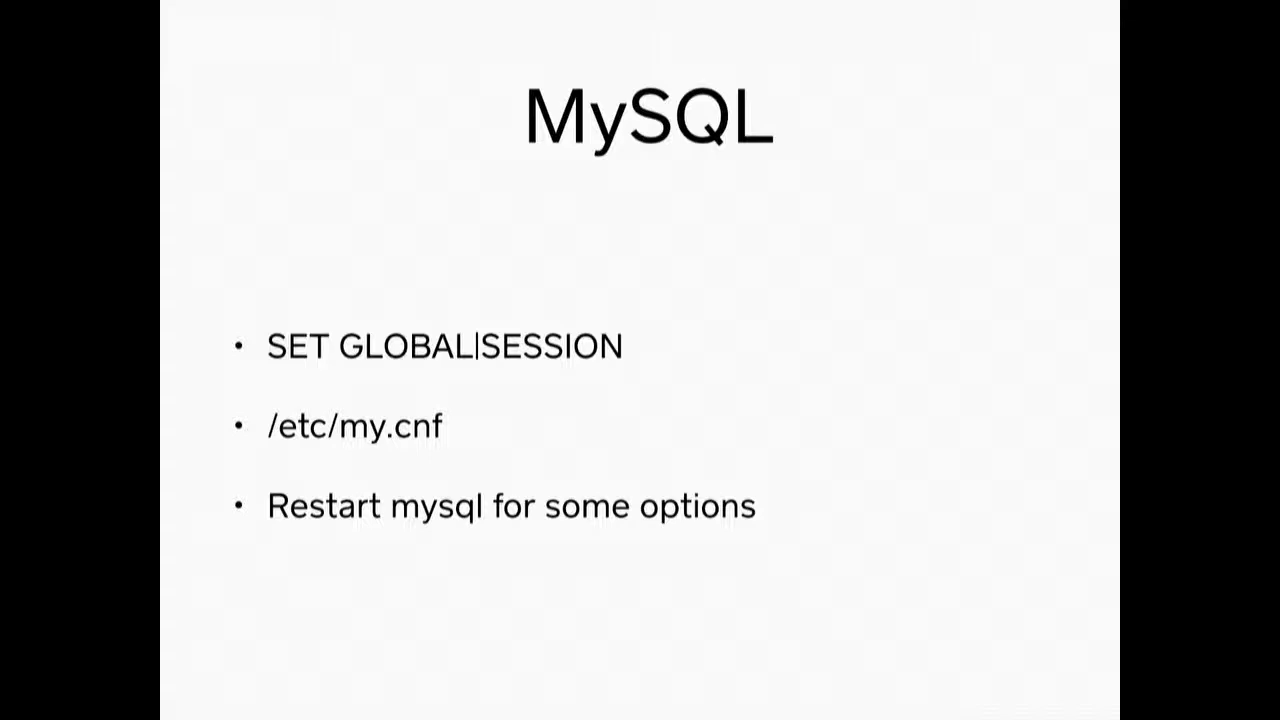 MySQL
• SET GLOBAL|SESSION
• /etc/my.cnf
• Restart mysql for some options